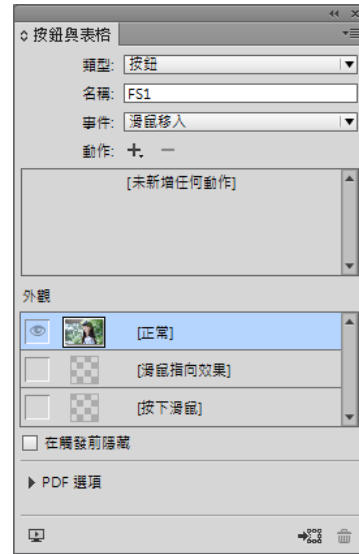 按鈕與表格
類型: 按鈕
名稱: FS1
事件: 滑鼠移入
動作:
[未新增任何動作]
外觀
[正常]
[滑鼠指向效果]
[按下滑鼠]
在觸發前隱藏
PDF 選項